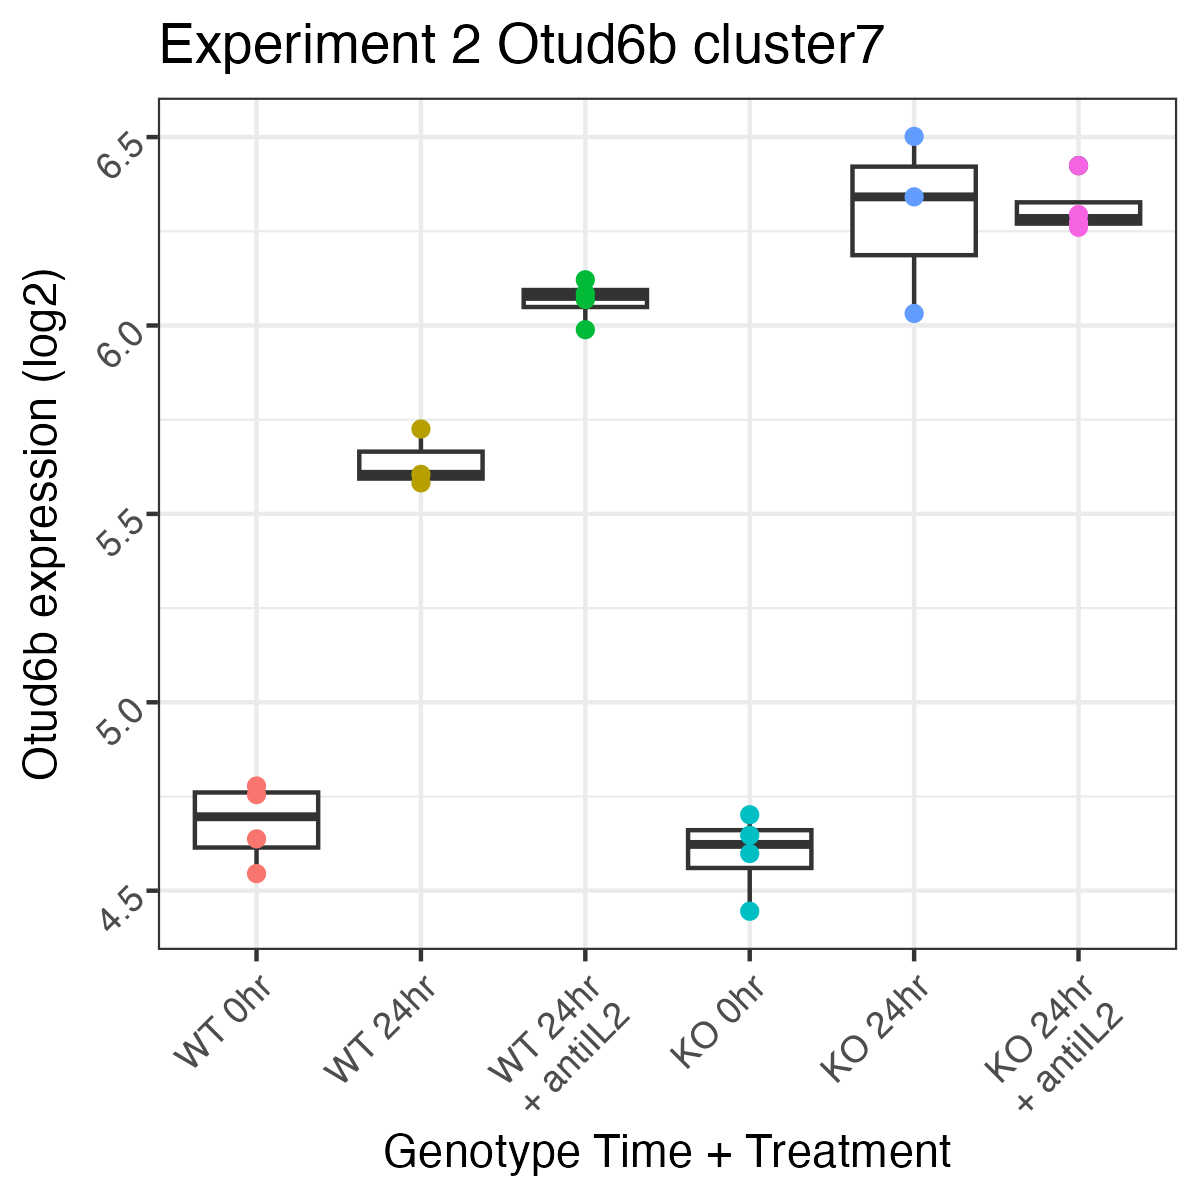 Experiment 2 Otud6b cluster7
Otud6b expression (log2)
6.5
6.0
5.5
5.0
4.5
WT 0hr
WT 24hr
WT 24hr
+ antiIL2
KO 0hr
KO 24hr
KO 24hr
+ antiIL2
Genotype Time + Treatment